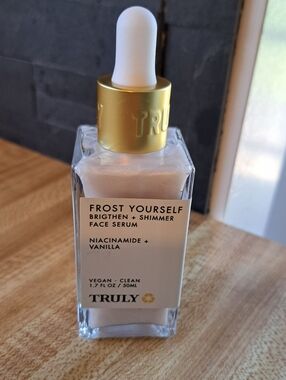 TRU
FROST YOURSELF
BRIGTHEN + SHIMMER
FACE SERUM
NIACINAMIDE +
VANILLA
VEGAN - CLEAN
1.7 FL OZ / 50ML
TRULY